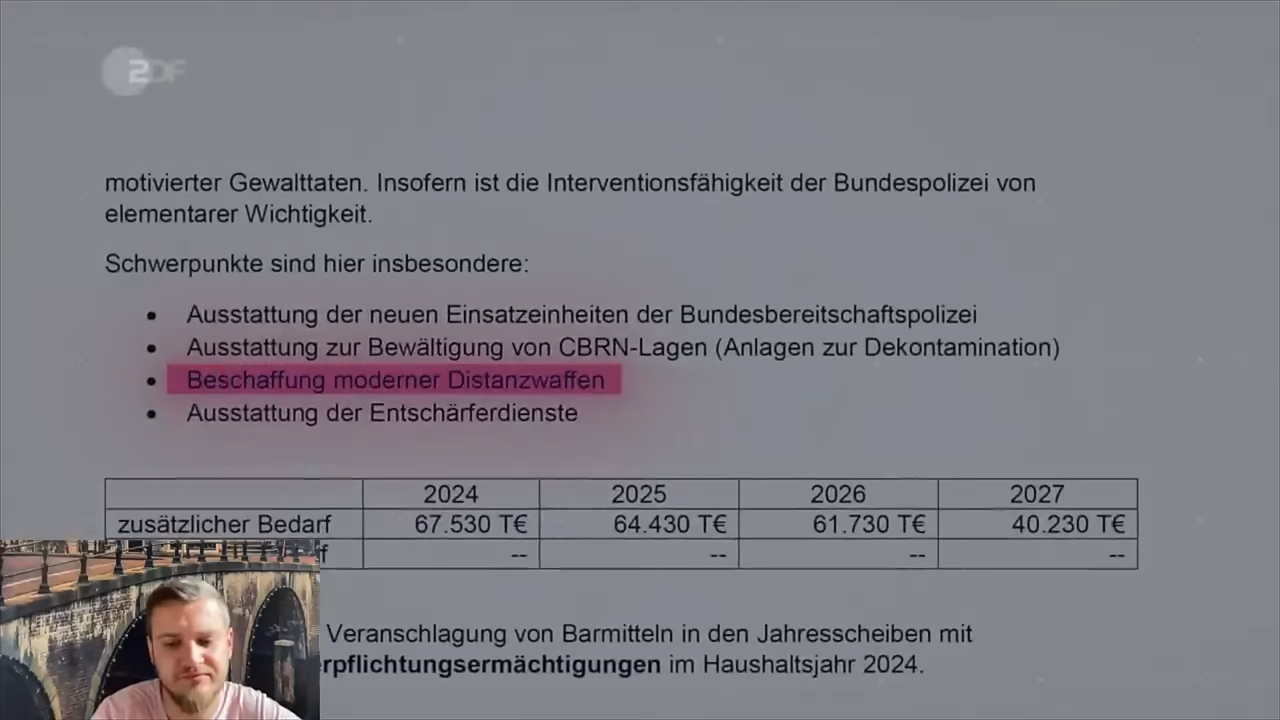 ZDF
motivierter Gewalttaten. Insofern ist die Interventionsfähigkeit der Bundespolizei von
elementarer Wichtigkeit.
Schwerpunkte sind hier insbesondere:
• Ausstattung der neuen Einsatzeinheiten der Bundesbereitschaftspolizei
• Ausstattung zur Bewältigung von CBRN-Lagen (Anlagen zur Dekontamination)
• Beschaffung moderner Distanzwaffen
• Ausstattung der Entschärferdienste
2024 2025 2026 2027
zusätzlicher Bedarf 67.530 T€ 64.430 T€ 61.730 T€ 40.230 T€
-- -- -- --
Veranschlagung von Barmitteln in den Jahresscheiben mit
rpflichtungsermächtigungen im Haushaltsjahr 2024.